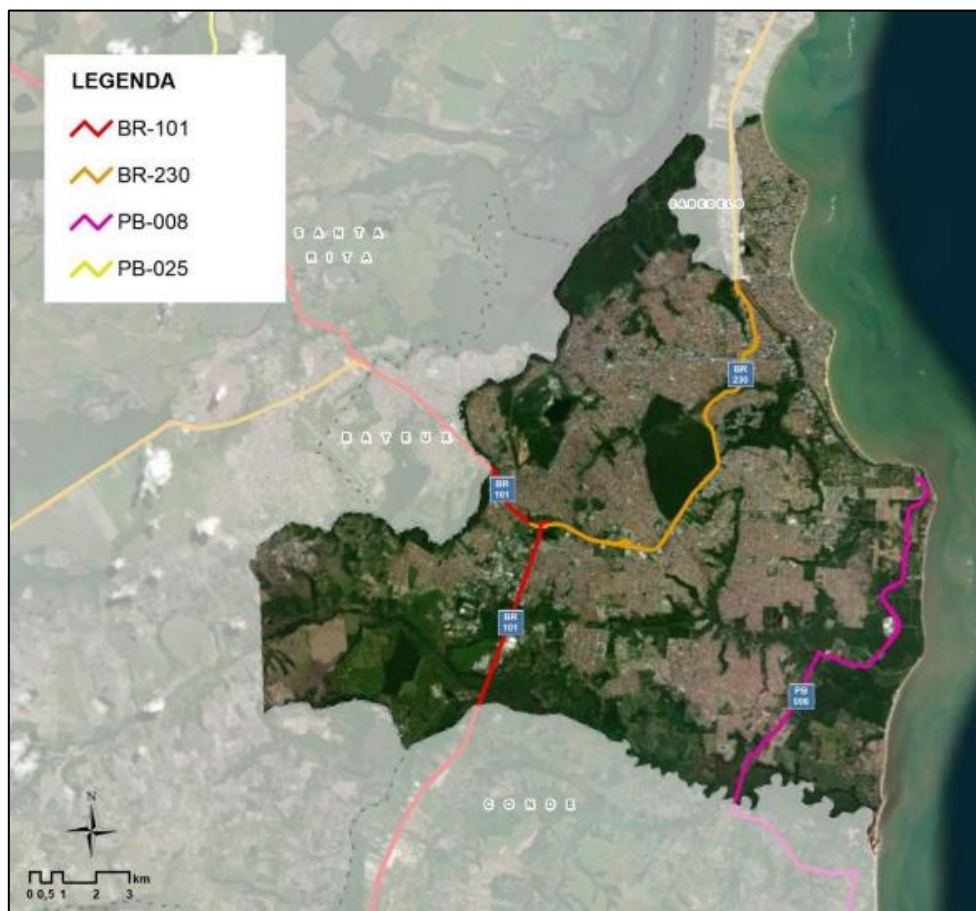 LEGENDA
BR-101
BR-230
PB-008
PB-025
CABEDELO
SANTA
RITA
BR
230
BAYEUX
BR
101
BR
101
PB
008
CONDE
N
km
0 0,5 1 2 3